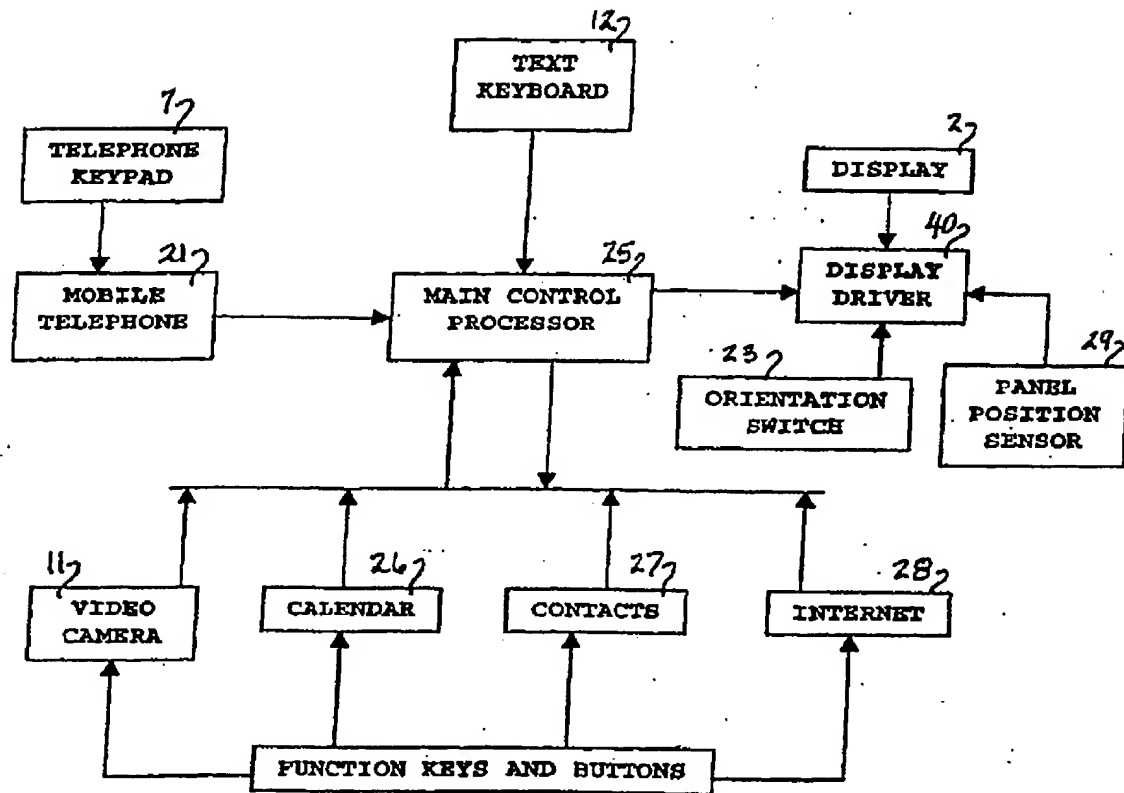 12
TEXT
KEYBOARD
7
TELEPHONE
KEYPAD
2
DISPLAY
21
MOBILE
TELEPHONE
25
MAIN CONTROL
PROCESSOR
40
DISPLAY
DRIVER
23
ORIENTATION
SWITCH
29
PANEL
POSITION
SENSOR
11
VIDEO
CAMERA
26
CALENDAR
27
CONTACTS
28
INTERNET
FUNCTION KEYS AND BUTTONS